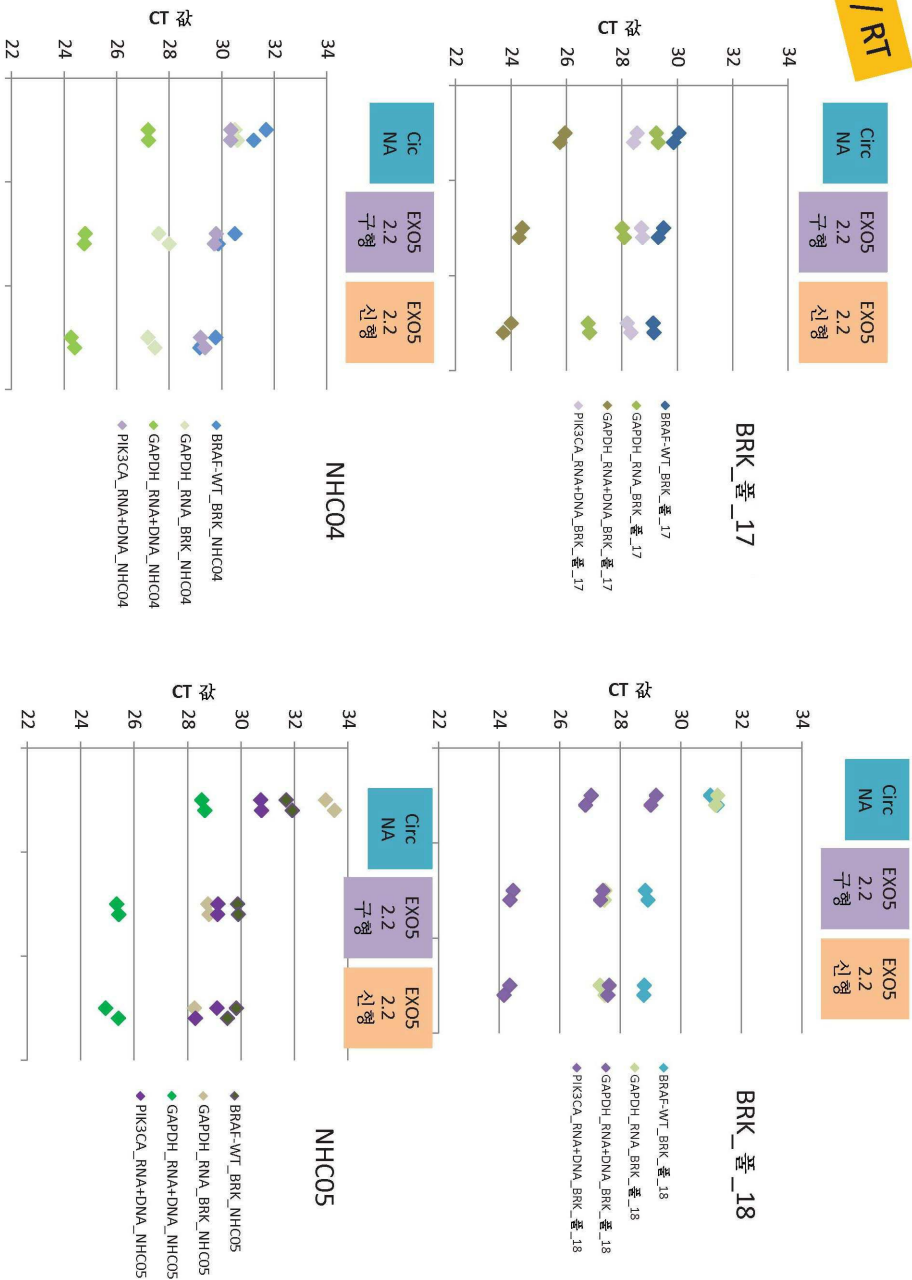 / RT
BRK_품_17
Circ
NA
EXO5
2.2
구형
EXO5
2.2
신형
CT 값
34
32
30
28
26
24
22
BRAF-WT_BRK_품_17
GAPDH_RNA_BRK_품_17
GAPDH_RNA+DNA_BRK_품_17
PIK3CA_RNA+DNA_BRK_품_17
BRK_품_18
Circ
NA
EXO5
2.2
구형
EXO5
2.2
신형
CT 값
34
32
30
28
26
24
22
BRAF-WT_BRK_품_18
GAPDH_RNA_BRK_품_18
GAPDH_RNA+DNA_BRK_품_18
PIK3CA_RNA+DNA_BRK_품_18
NHC04
Cic
NA
EXO5
2.2
구형
EXO5
2.2
신형
CT 값
34
32
30
28
26
24
22
BRAF-WT_BRK_NHC04
GAPDH_RNA_BRK_NHC04
GAPDH_RNA+DNA_NHC04
PIK3CA_RNA+DNA_NHC04
NHC05
Circ
NA
EXO5
2.2
구형
EXO5
2.2
신형
CT 값
34
32
30
28
26
24
22
BRAF-WT_BRK_NHC05
GAPDH_RNA_BRK_NHC05
GAPDH_RNA+DNA_NHC05
PIK3CA_RNA+DNA_NHC05